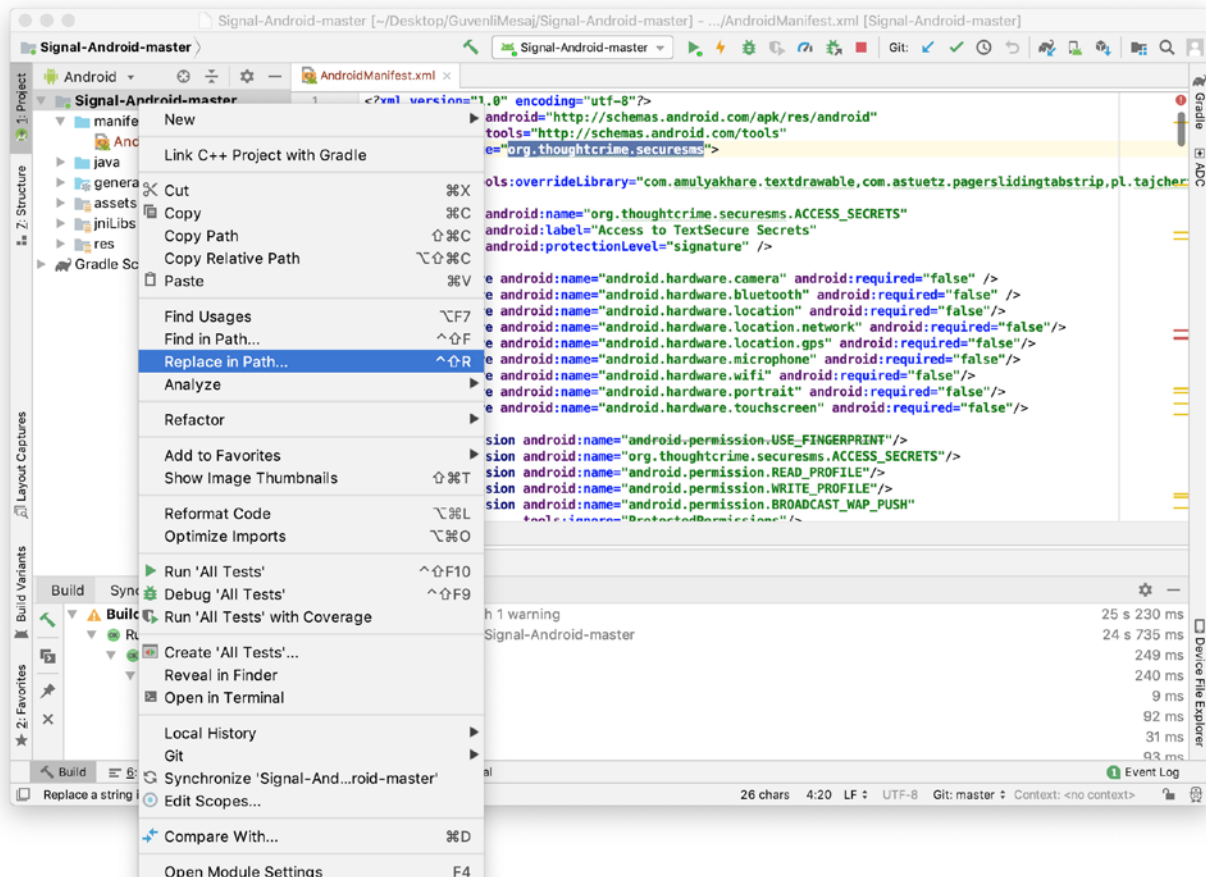 Signal-Android-master [~/Desktop/GuvenliMesaj/Signal-Android-master] - .../AndroidManifest.xml [Signal-Android-master]
Signal-Android-master
Signal-Android-master
Git:
1: Project
Z: Structure
Layout Captures
Build Variants
2: Favorites
Android
AndroidManifest.xml
Signal-Android-master
manife
And
java
genera
assets
jniLibs
res
Gradle Sc
1
<?xml version="1.0" encoding="utf-8"?>
android="http://schemas.android.com/apk/res/android"
tools="http://schemas.android.com/tools"
e="org.thoughtcrime.securesms">
ols:overrideLibrary="com.amulyakhare.textdrawable,com.astuetz.pagerslidingtabstrip,pl.tajcher
android:name="org.thoughtcrime.securesms.ACCESS_SECRETS"
android:label="Access to TextSecure Secrets"
android:protectionLevel="signature" />
e android:name="android.hardware.camera" android:required="false" />
e android:name="android.hardware.bluetooth" android:required="false" />
e android:name="android.hardware.location" android:required="false"/>
e android:name="android.hardware.location.network" android:required="false"/>
e android:name="android.hardware.location.gps" android:required="false"/>
e android:name="android.hardware.microphone" android:required="false"/>
e android:name="android.hardware.wifi" android:required="false"/>
e android:name="android.hardware.portrait" android:required="false"/>
e android:name="android.hardware.touchscreen" android:required="false"/>
sion android:name="android.permission.USE_FINGERPRINT"/>
sion android:name="org.thoughtcrime.securesms.ACCESS_SECRETS"/>
sion android:name="android.permission.READ_PROFILE"/>
sion android:name="android.permission.WRITE_PROFILE"/>
sion android:name="android.permission.BROADCAST_WAP_PUSH"
tools:ignore="ProtectedPermissions"/>
New
Link C++ Project with Gradle
Cut ⌘X
Copy ⌘C
Copy Path ⇧⌘C
Copy Relative Path ⌥⇧⌘C
Paste ⌘V
Find Usages ⌥F7
Find in Path... ^⇧F
Replace in Path... ^⇧R
Analyze
Refactor
Add to Favorites
Show Image Thumbnails ⇧⌘T
Reformat Code ⌥⌘L
Optimize Imports ⌥⌘O
Run 'All Tests' ^⇧F10
Debug 'All Tests' ^⇧F9
Run 'All Tests' with Coverage
Create 'All Tests'...
Reveal in Finder
Open in Terminal
Local History
Git
Synchronize 'Signal-And...roid-master'
Edit Scopes...
Compare With... ⌘D
Open Module Settings F4
Gradle
ADC
Device File Explorer
Build Sync
Build h 1 warning 25 s 230 ms
Ru Signal-Android-master 24 s 735 ms
249 ms
240 ms
9 ms
92 ms
31 ms
93 ms
Build 6: al Event Log
1
Replace a string i 26 chars 4:20 LF UTF-8 Git: master Context: <no context>